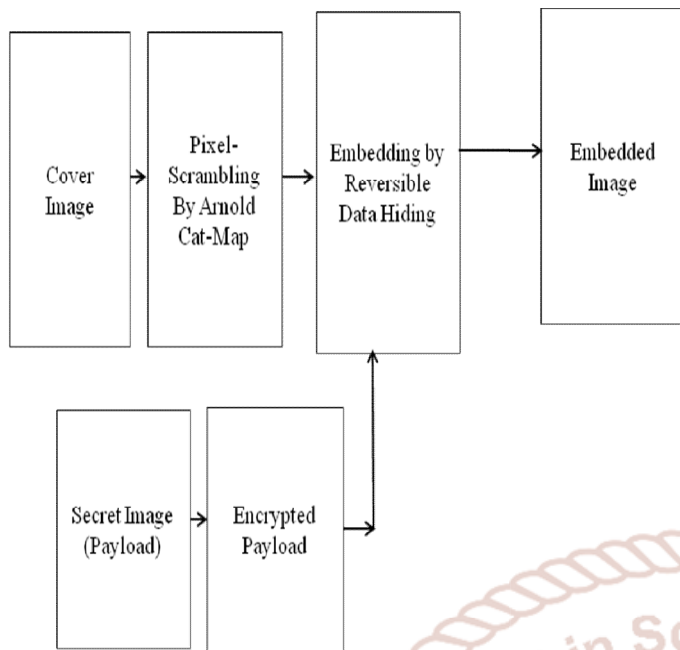 Cover
Image
Pixel-
Scrambling
By Arnold
Cat-Map
Embedding by
Reversible
Data Hiding
Embedded
Image
Secret Image
(Payload)
Encrypted
Payload
in